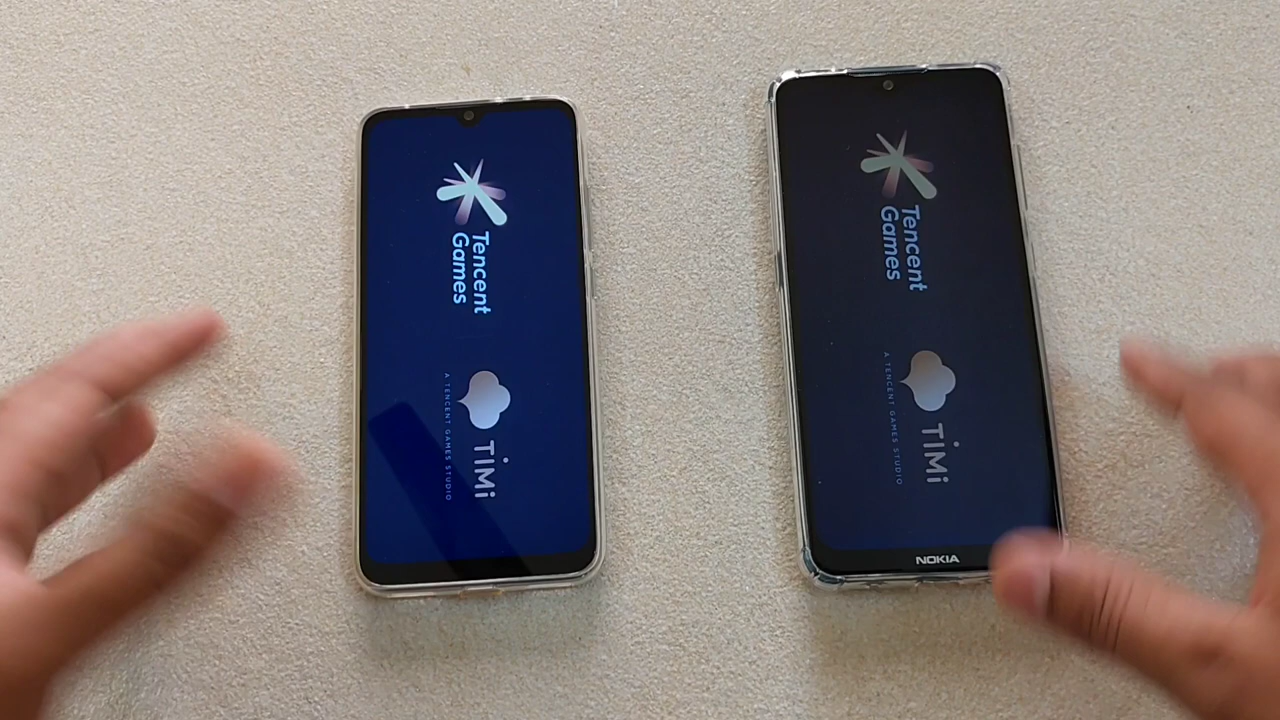 Tencent
Games
TiMi
A TENCENT GAMES STUDIO
Tencent
Games
TiMi
A TENCENT GAMES STUDIO
NOKIA